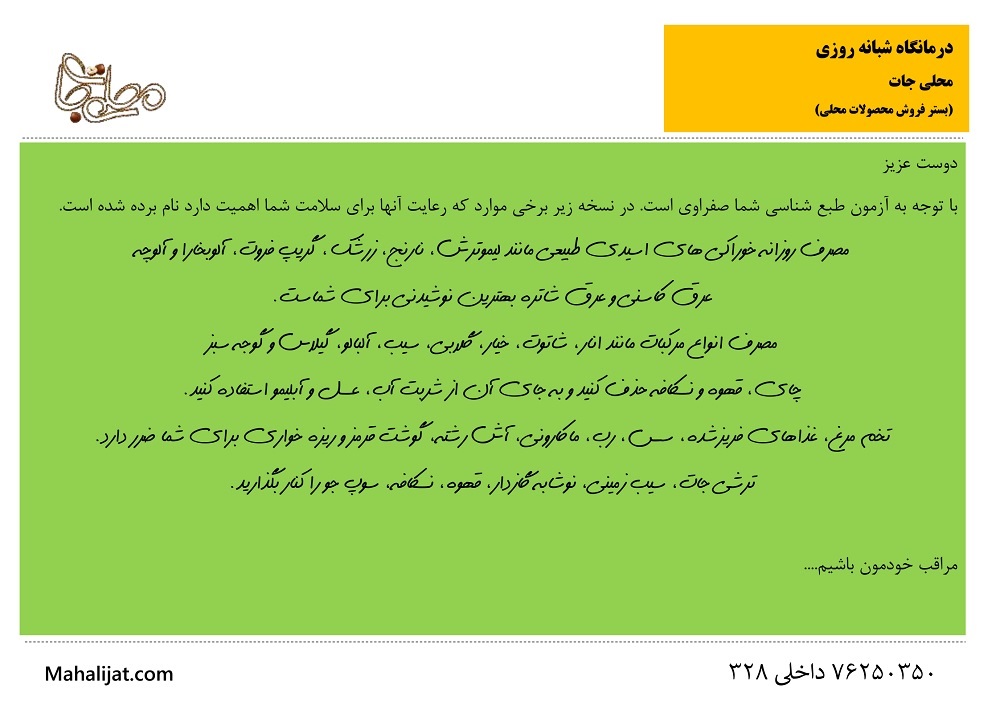 درمانگاه شبانه روزی
محلی جات
(بستر فروش محصولات محلی)
محلی جات
دوست عزیز
با توجه به آزمون طبع شناسی شما صفراوی است. در نسخه زیر برخی موارد که رعایت آنها برای سلامت شما اهمیت دارد نام برده شده است.
مصرف روزانه خوراکی های اسیدی طبیعی مانند لیموترش، نارنج، زرشک، گریپ فروت، آلوبخارا و آلوچه
عرق کاسنی و عرق شاتره بهترین نوشیدنی برای شماست.
مصرف انواع مرکبات مانند انار، شاتوت، خیار، گلابی، سیب، آلبالو، گیلاس و گوجه سبز
چای، قهوه و نسکافه حذف کنید و به جای آن از شربت آب، عسل و آبلیمو استفاده کنید.
تخم مرغ، غذاهای فریزشده، سس، رب، ماکارونی، آش رشته، گوشت قرمز و ریزه خواری برای شما ضرر دارد.
ترشی جات، سیب زمینی، نوشابه گازدار، قهوه، نسکافه، سوپ جو را کنار بگذارید.
مراقب خودمون باشیم....
۷۶۲۵۰۳۵۰ داخلی ۳۲۸
Mahalijat.com